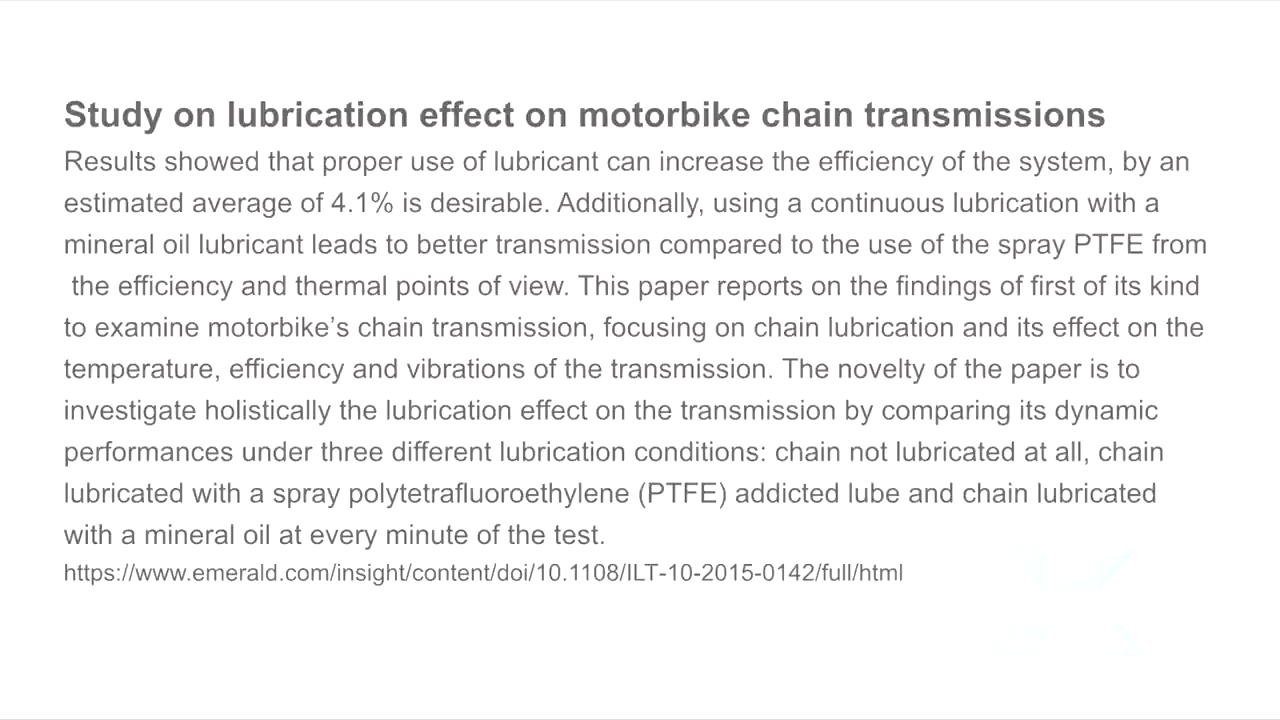 Study on lubrication effect on motorbike chain transmissions
Results showed that proper use of lubricant can increase the efficiency of the system, by an
estimated average of 4.1% is desirable. Additionally, using a continuous lubrication with a
mineral oil lubricant leads to better transmission compared to the use of the spray PTFE from
the efficiency and thermal points of view. This paper reports on the findings of first of its kind
to examine motorbike’s chain transmission, focusing on chain lubrication and its effect on the
temperature, efficiency and vibrations of the transmission. The novelty of the paper is to
investigate holistically the lubrication effect on the transmission by comparing its dynamic
performances under three different lubrication conditions: chain not lubricated at all, chain
lubricated with a spray polytetrafluoroethylene (PTFE) addicted lube and chain lubricated
with a mineral oil at every minute of the test.
https://www.emerald.com/insight/content/doi/10.1108/ILT-10-2015-0142/full/html